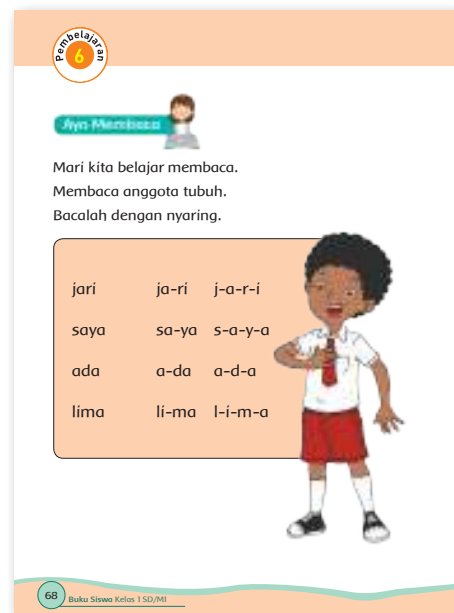 Pembelajaran
6
Ayo Membaca
Mari kita belajar membaca.
Membaca anggota tubuh.
Bacalah dengan nyaring.
jari ja-ri j-a-r-i
saya sa-ya s-a-y-a
ada a-da a-d-a
lima li-ma l-i-m-a
68 Buku Siswa Kelas 1 SD/MI